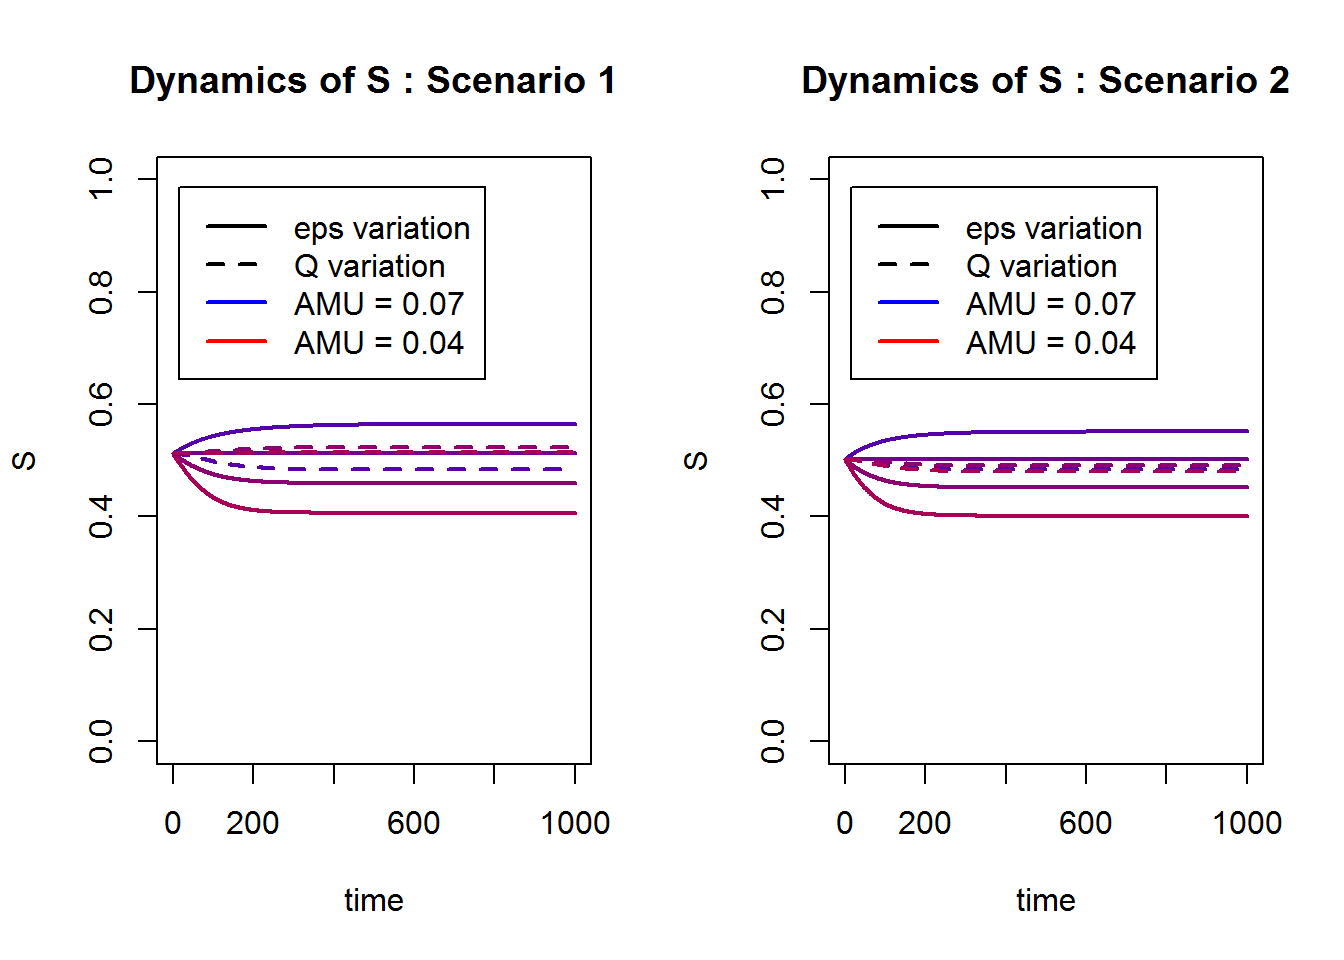 Dynamics of S : Scenario 1
1.0
0.8
0.6
0.4
0.2
0.0
S
eps variation
Q variation
AMU = 0.07
AMU = 0.04
0 200 600 1000
time
Dynamics of S : Scenario 2
1.0
0.8
0.6
0.4
0.2
0.0
S
eps variation
Q variation
AMU = 0.07
AMU = 0.04
0 200 600 1000
time